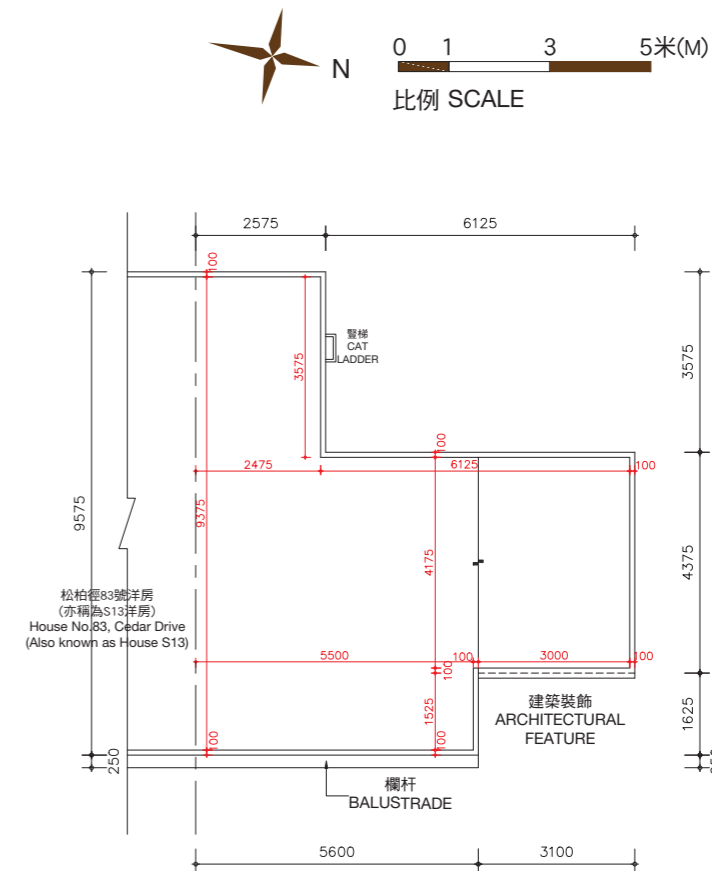 N
0 1 3 5米(M)
比例 SCALE
2575 6125
100
豎梯
CAT
LADDER
3575
3575
100
2475 6125 100
9575
9375
4175
4375
松柏徑83號洋房
(亦稱為S13洋房)
House No.83, Cedar Drive
(Also known as House S13)
5500 100 3000 100
100
1525
1625
建築裝飾
ARCHITECTURAL
FEATURE
100 100
250
欄杆
BALUSTRADE
5600 3100